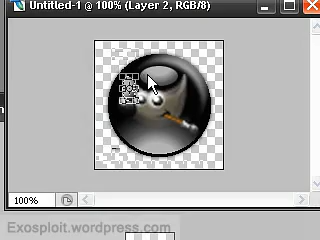 Untitled-1 @ 100% (Layer 2, RGB/8)
100%
Exosploit.wordpress.com